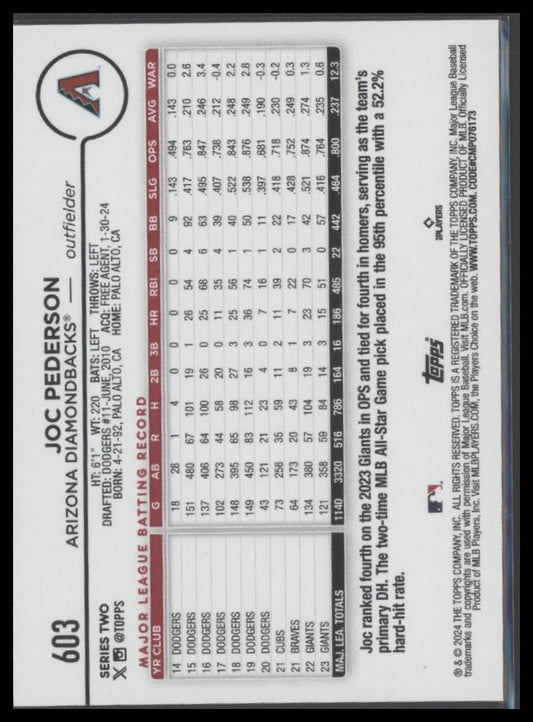 603
JOC PEDERSON
ARIZONA DIAMONDBACKS® — outfielder
A
SERIES TWO
@TOPPS
HT: 6'1" WT: 220 BATS: LEFT THROWS: LEFT
DRAFTED: DODGERS #11-JUNE, 2010 ACQ: FREE AGENT, 1-30-24
BORN: 4-21-92, PALO ALTO, CA HOME: PALO ALTO, CA
MAJOR LEAGUE BATTING RECORD
YR CLUB G AB R H 2B 3B HR RBI SB BB SLG OPS AVG WAR
14 DODGERS 18 28 1 4 0 0 0 0 0 9 .143 .494 .143 0.0
15 DODGERS 151 480 67 101 19 1 26 54 4 92 .417 .763 .210 2.6
16 DODGERS 137 406 64 100 26 0 25 68 6 63 .495 .847 .246 3.4
17 DODGERS 102 273 44 58 20 0 11 35 4 39 .407 .738 .212 -0.4
18 DODGERS 148 395 65 98 27 3 25 56 1 40 .522 .843 .248 2.2
19 DODGERS 149 450 83 112 16 3 36 74 1 50 .538 .876 .249 2.8
20 DODGERS 43 121 21 23 4 0 7 16 1 11 .397 .681 .190 -0.3
21 CUBS 73 256 35 59 11 2 11 39 2 22 .418 .718 .230 -0.2
21 BRAVES 64 173 20 43 8 1 7 22 0 17 .428 .752 .249 0.3
22 GIANTS 134 380 57 104 19 3 23 70 3 42 .521 .874 .274 1.3
23 GIANTS 121 358 59 84 14 3 15 51 0 57 .416 .764 .235 0.6
MAJ. LEA. TOTALS 1140 3320 516 786 164 16 186 485 22 442 .464 .800 .237 12.3
Joc ranked fourth on the 2023 Giants in OPS and tied for fourth in homers, serving as the team's
primary DH. The two-time MLB All-Star Game pick placed in the 95th percentile with a 52.2%
hard-hit rate.
TOPPS
PLAYERS
® & © 2024 THE TOPPS COMPANY, INC. ALL RIGHTS RESERVED. TOPPS IS A REGISTERED TRADEMARK OF THE TOPPS COMPANY, INC. Major League Baseball
trademarks and copyrights are used with permission of Major League Baseball. Visit MLB.com. OFFICIALLY LICENSED PRODUCT OF MLB. Officially Licensed
Product of MLB Players, Inc. Visit MLBPLAYERS.COM, the Players Choice on the web. WWW.TOPPS.COM. CODE#CMP076173